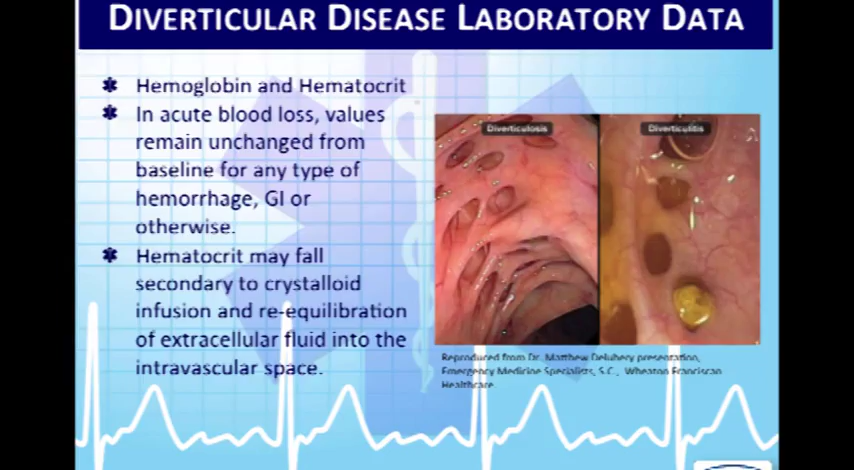 DIVERTICULAR DISEASE LABORATORY DATA
Hemoglobin and Hematocrit
In acute blood loss, values
remain unchanged from
baseline for any type of
hemorrhage, GI or
otherwise.
Hematocrit may fall
secondary to crystalloid
infusion and re-equilibration
of extracellular fluid into the
intravascular space.
Diverticulosis
Diverticulitis
Reproduced from Dr. Matthew Deluhery presentation,
Emergency Medicine Specialists, S.C., Wheaton Franciscan
Healthcare